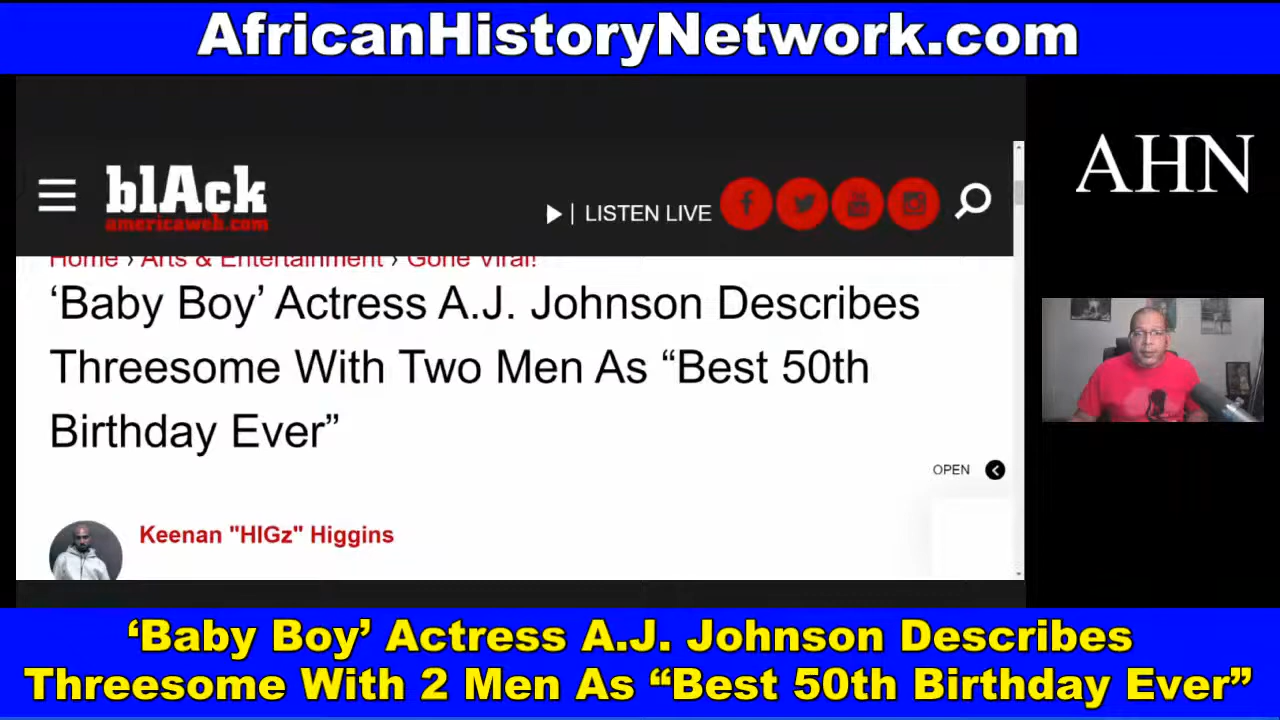 AfricanHistoryNetwork.com
AHN
blAck
americaweb.com
LISTEN LIVE
Home › Arts & Entertainment › Gone Viral!
‘Baby Boy’ Actress A.J. Johnson Describes
Threesome With Two Men As “Best 50th
Birthday Ever”
OPEN
Keenan "HIGz" Higgins
‘Baby Boy’ Actress A.J. Johnson Describes
Threesome With 2 Men As “Best 50th Birthday Ever”